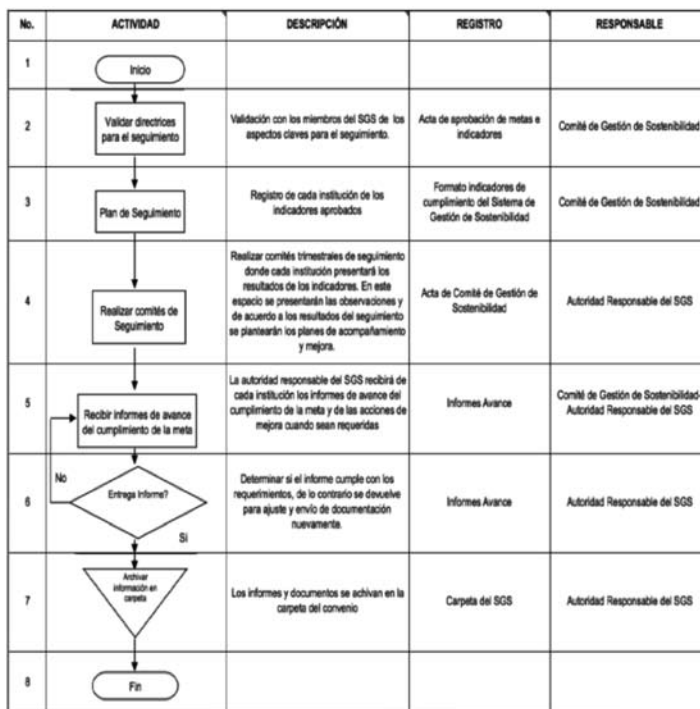 No. ACTIVIDAD DESCRIPCIÓN REGISTRO RESPONSABLE
1
Inicio
2
Validar directrices
para el seguimiento
Validación con los miembros del SGS de los
aspectos claves para el seguimiento.
Acta de aprobación de metas e
indicadores
Comité de Gestión de Sostenibilidad
3
Plan de Seguimiento
Registro de cada institución de los
indicadores aprobados
Formato indicadores de
cumplimiento del Sistema de
Gestión de Sostenibilidad
Comité de Gestión de Sostenibilidad
4
Realizar comités de
Seguimiento
Realizar comités trimestrales de seguimiento
donde cada institución presentará los
resultados de los indicadores. En este
espacio se presentarán las observaciones y
de acuerdo a los resultados del seguimiento
se plantearán los planes de acompañamiento
y mejora.
Acta de Comité de Gestión de
Sostenibilidad
Autoridad Responsable del SGS
5
Recibir informes de avance
del cumplimiento de la meta
La autoridad responsable del SGS recibirá de
cada institución los informes de avance del
cumplimiento de la meta y de las acciones de
mejora cuando sean requeridas
Informes Avance
Comité de Gestión de Sostenibilidad-
Autoridad Responsable del SGS
6
No
Entrega Informe?
Si
Determinar si el informe cumple con los
requerimientos, de lo contrario se devuelve
para ajuste y envío de documentación
nuevamente.
Informes Avance
Autoridad Responsable del SGS
7
Archivar
información en
carpeta
Los informes y documentos se achivan en la
carpeta del convenio
Carpeta del SGS
Autoridad Responsable del SGS
8
Fin